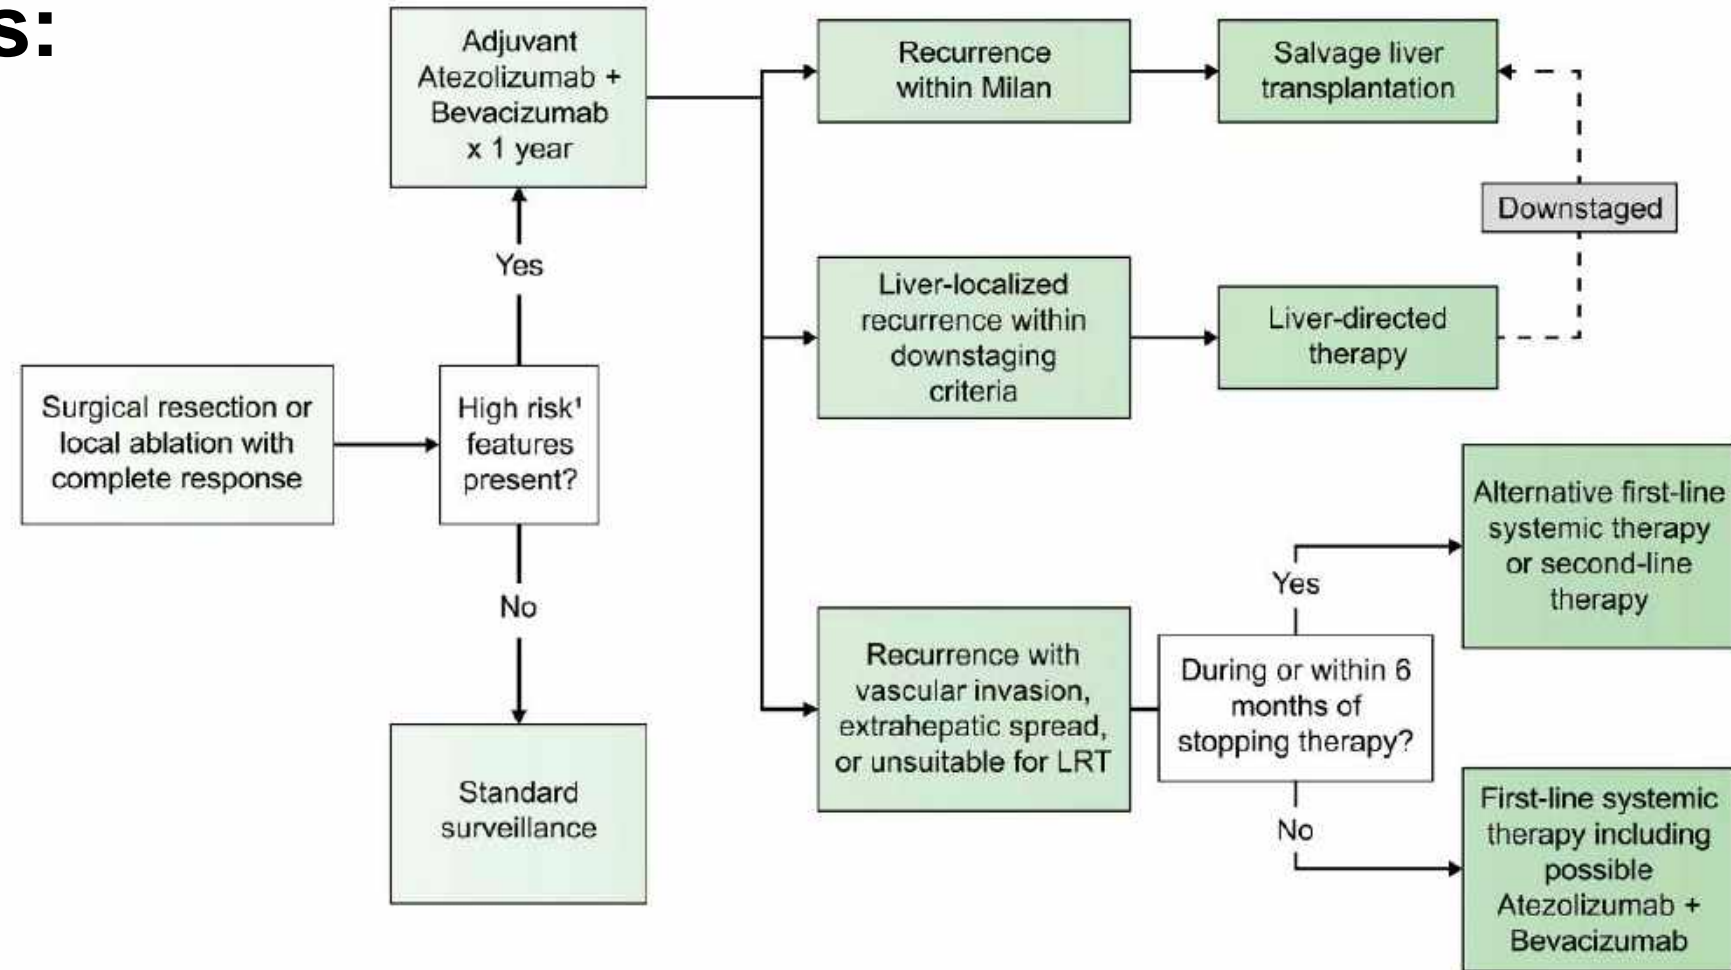 s:
Adjuvant
Atezolizumab +
Bevacizumab
x 1 year
Recurrence
within Milan
Salvage liver
transplantation
Downstaged
Yes
Liver-localized
recurrence within
downstaging
criteria
Liver-directed
therapy
Surgical resection or
local ablation with
complete response
High risk¹
features
present?
Alternative first-line
systemic therapy
or second-line
therapy
Yes
No
Recurrence with
vascular invasion,
extrahepatic spread,
or unsuitable for LRT
During or within 6
months of
stopping therapy?
Standard
surveillance
No
First-line systemic
therapy including
possible
Atezolizumab +
Bevacizumab